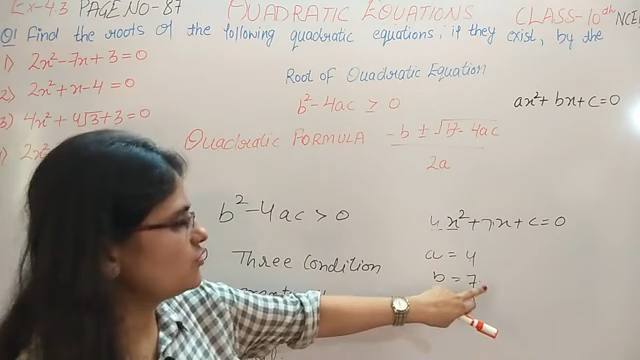 Ex-4.3 PAGE NO-87 QUADRATIC EQUATIONS CLASS-10th NCE
Q1 Find the roots of the following quadratic equations, if they exist, by the
1) 2x²-7x+3=0
2) 2x²+x-4=0
3) 4x²+4√3+3=0
2x²
Root of Quadratic Equation
b²-4ac ≥ 0
ax²+bx+c=0
Quadratic FORMULA -b ± √b²-4ac / 2a
b²-4ac>0
Three Condition
4x²+7x+c=0
a=4
b=7